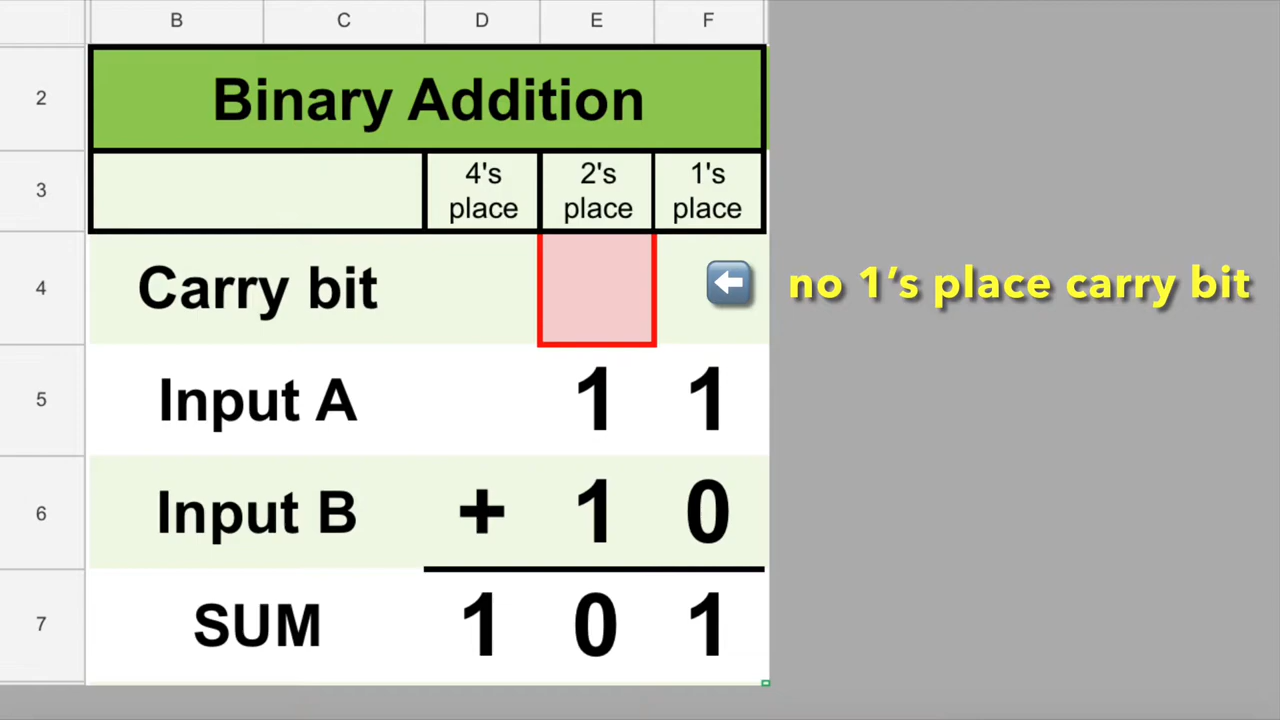 B C D E F
2 Binary Addition
3 4's place 2's place 1's place
4 Carry bit no 1’s place carry bit
5 Input A 1 1
6 Input B + 1 0
7 SUM 1 0 1